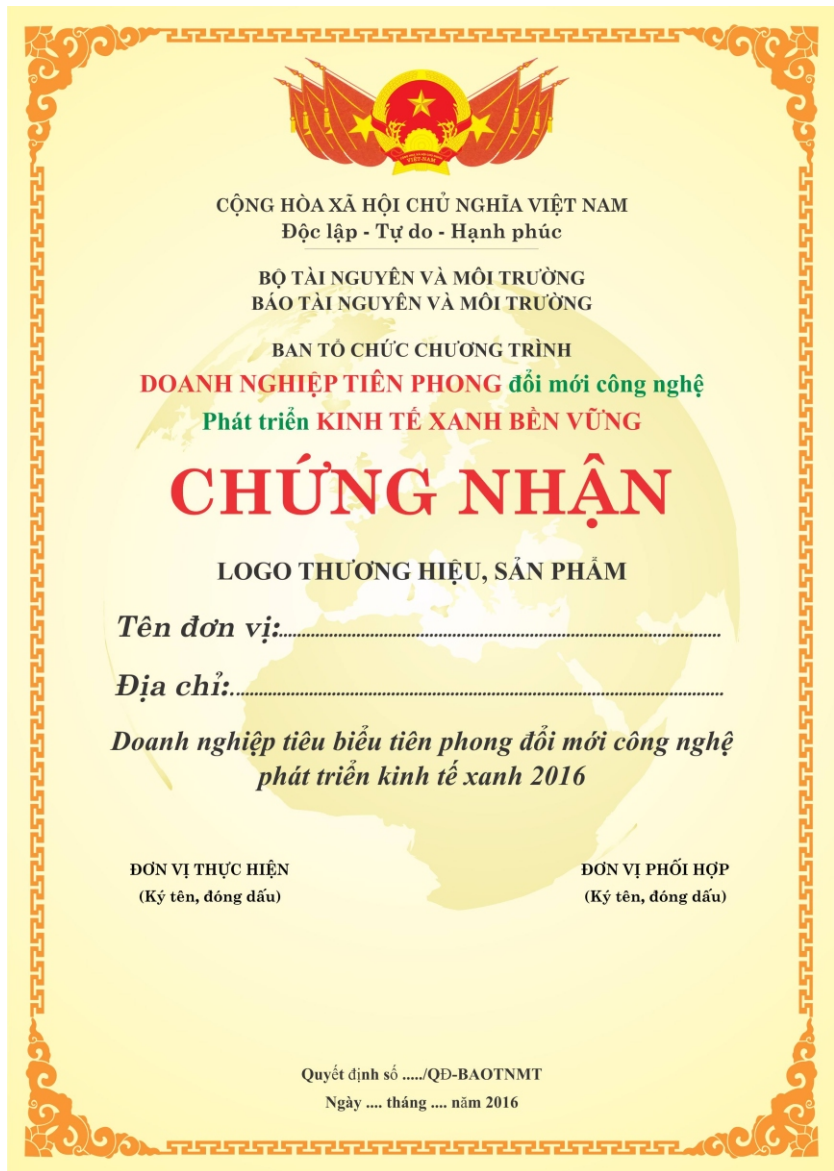 VIỆT NAM
CỘNG HÒA XÃ HỘI CHỦ NGHĨA VIỆT NAM
Độc lập - Tự do - Hạnh phúc
BỘ TÀI NGUYÊN VÀ MÔI TRƯỜNG
BÁO TÀI NGUYÊN VÀ MÔI TRƯỜNG
BAN TỔ CHỨC CHƯƠNG TRÌNH
DOANH NGHIỆP TIÊN PHONG đổi mới công nghệ
Phát triển KINH TẾ XANH BỀN VỮNG
CHỨNG NHẬN
LOGO THƯƠNG HIỆU, SẢN PHẨM
Tên đơn vị:..........................................................................................
Địa chỉ:....................................................................................................
Doanh nghiệp tiêu biểu tiên phong đổi mới công nghệ
phát triển kinh tế xanh 2016
ĐƠN VỊ THỰC HIỆN
(Ký tên, đóng dấu)
ĐƠN VỊ PHỐI HỢP
(Ký tên, đóng dấu)
Quyết định số ...../QĐ-BAOTNMT
Ngày .... tháng .... năm 2016